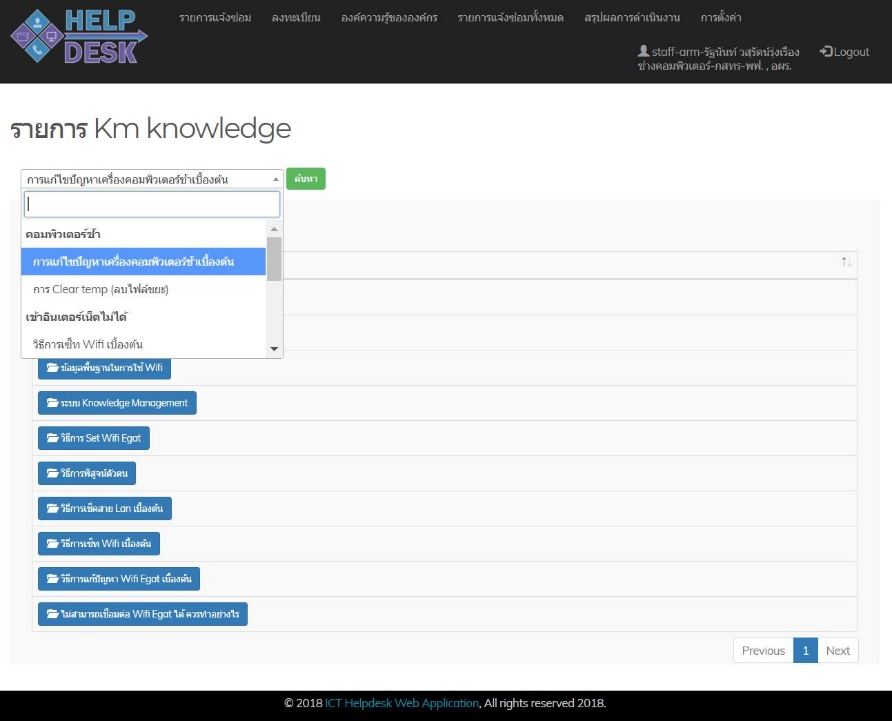 HELP
DESK
รายการแจ้งซ่อม ลงทะเบียน องค์ความรู้ขององค์กร รายการแจ้งซ่อมทั้งหมด สรุปผลการดำเนินงาน การตั้งค่า
staff-arm-รัฐนันท์ วสุรัตน์รุ่งเรือง Logout
ช่างคอมพิวเตอร์-กสทร-พฟ. , อผร.
รายการ Km knowledge
การแก้ไขปัญหาเครื่องคอมพิวเตอร์ช้าเบื้องต้น ค้นหา
คอมพิวเตอร์ช้า
การแก้ไขปัญหาเครื่องคอมพิวเตอร์ช้าเบื้องต้น
การ Clear temp (ลบไฟล์ขยะ)
เข้าอินเตอร์เน็ตไม่ได้
วิธีการเซ็ท Wifi เบื้องต้น
ข้อมูลพื้นฐานในการใช้ Wifi
ระบบ Knowledge Management
วิธีการ Set Wifi Egat
วิธีการพิสูจน์ตัวตน
วิธีการเช็คสาย Lan เบื้องต้น
วิธีการเซ็ท Wifi เบื้องต้น
วิธีการแก้ปัญหา Wifi Egat เบื้องต้น
ไม่สามารถเชื่อมต่อ Wifi Egat ได้ ควรทำอย่างไร
Previous 1 Next
© 2018 ICT Helpdesk Web Application, All rights reserved 2018.